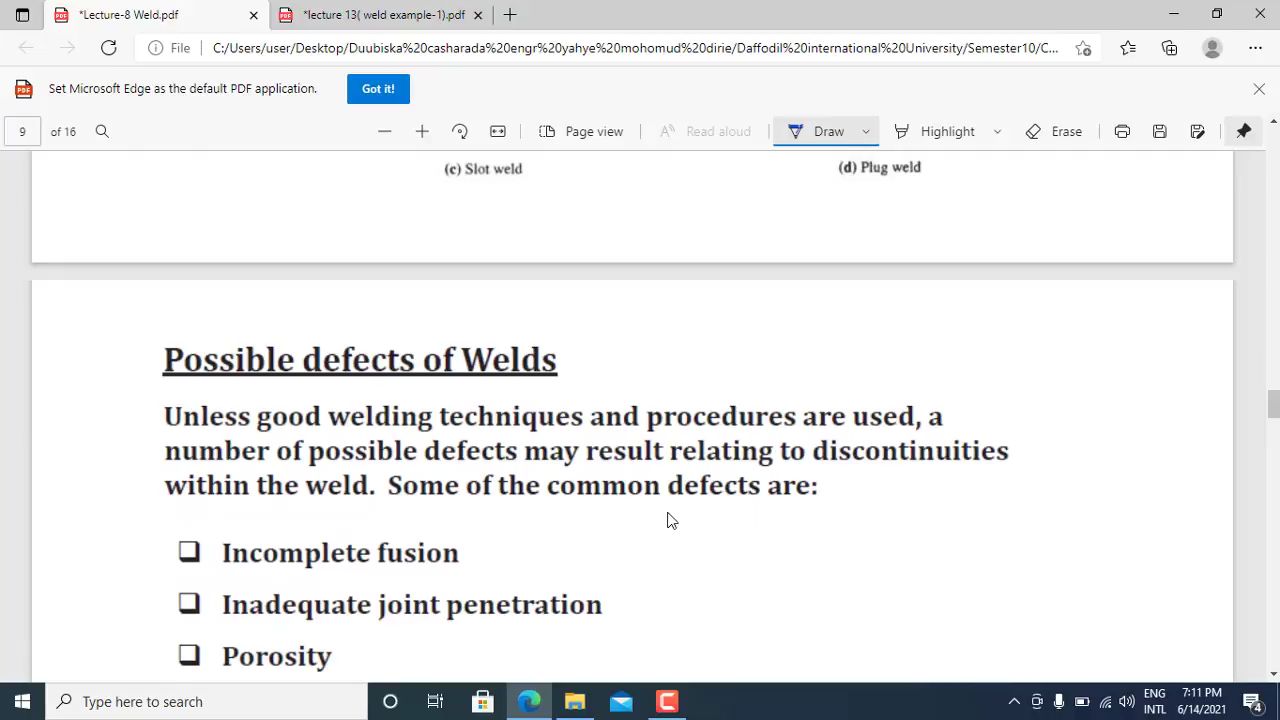 *Lecture-8 Weld.pdf
*lecture 13( weld example-1).pdf
File
C:/Users/user/Desktop/Duubiska%20casharada%20engr%20yahye%20mohomud%20dirie/Daffodil%20international%20University/Semester10/C...
Set Microsoft Edge as the default PDF application.
Got it!
9 of 16
Page view
Read aloud
Draw
Highlight
Erase
(c) Slot weld
(d) Plug weld
Possible defects of Welds
Unless good welding techniques and procedures are used, a
number of possible defects may result relating to discontinuities
within the weld. Some of the common defects are:
❑ Incomplete fusion
❑ Inadequate joint penetration
❑ Porosity
Type here to search
ENG
INTL
7:11 PM
6/14/2021
4